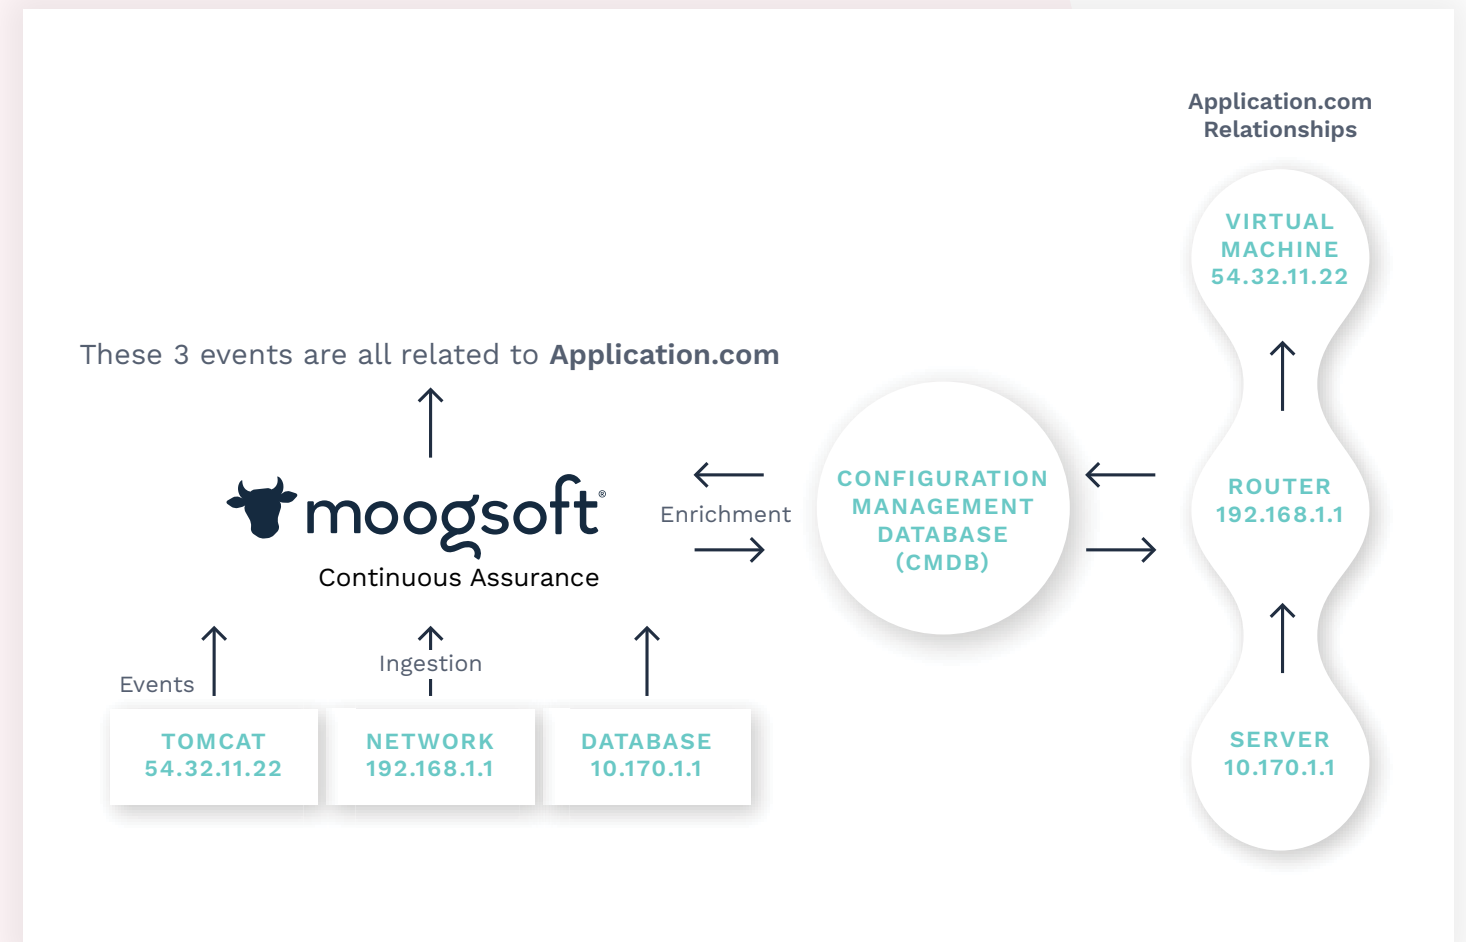 Application.com
Relationships
VIRTUAL
MACHINE
54.32.11.22
These 3 events are all related to Application.com
moogsoft®
Continuous Assurance
Enrichment
CONFIGURATION
MANAGEMENT
DATABASE
(CMDB)
ROUTER
192.168.1.1
Events
Ingestion
TOMCAT
54.32.11.22
NETWORK
192.168.1.1
DATABASE
10.170.1.1
SERVER
10.170.1.1